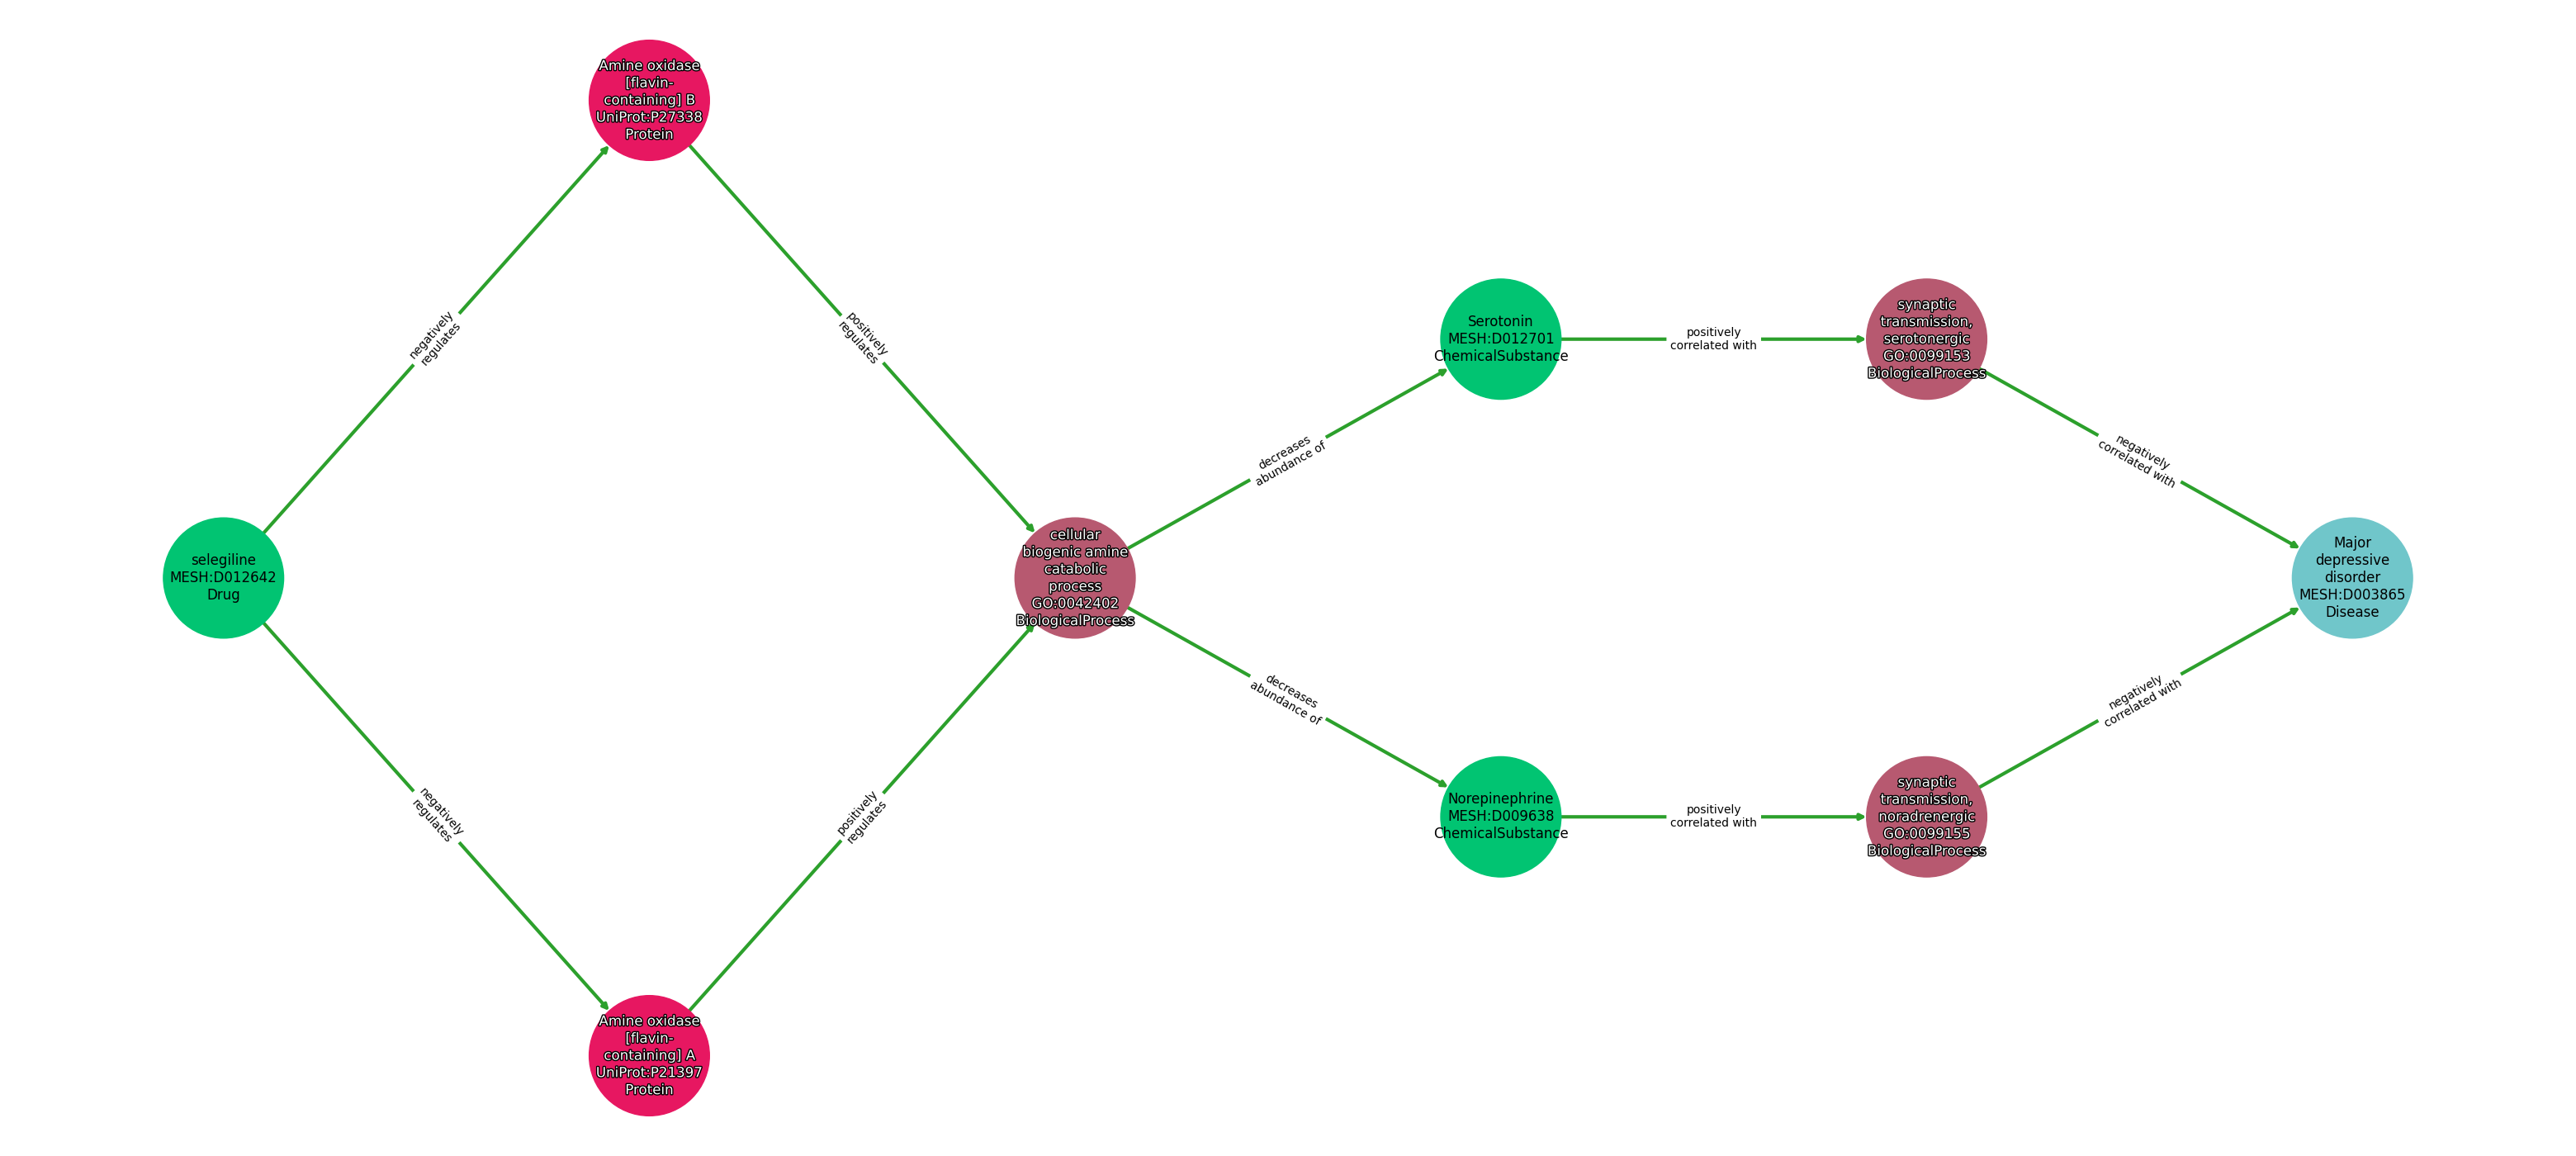 Amine oxidase
[flavin-
containing] B
UniProt:P27338
Protein
negatively
regulates
positively
regulates
Serotonin
MESH:D012701
ChemicalSubstance
positively
correlated with
synaptic
transmission,
serotonergic
GO:0099153
BiologicalProcess
decreases
abundance of
negatively
correlated with
selegiline
MESH:D012642
Drug
cellular
biogenic amine
catabolic
process
GO:0042402
BiologicalProcess
Major
depressive
disorder
MESH:D003865
Disease
decreases
abundance of
negatively
correlated with
negatively
regulates
positively
regulates
Norepinephrine
MESH:D009638
ChemicalSubstance
positively
correlated with
synaptic
transmission,
noradrenergic
GO:0099155
BiologicalProcess
Amine oxidase
[flavin-
containing] A
UniProt:P21397
Protein